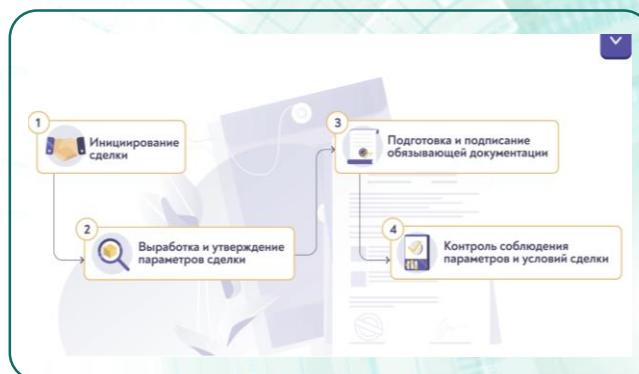 1
Инициирование
сделки
2
Выработка и утверждение
параметров сделки
3
Подготовка и подписание
обязывающей документации
4
Контроль соблюдения
параметров и условий сделки